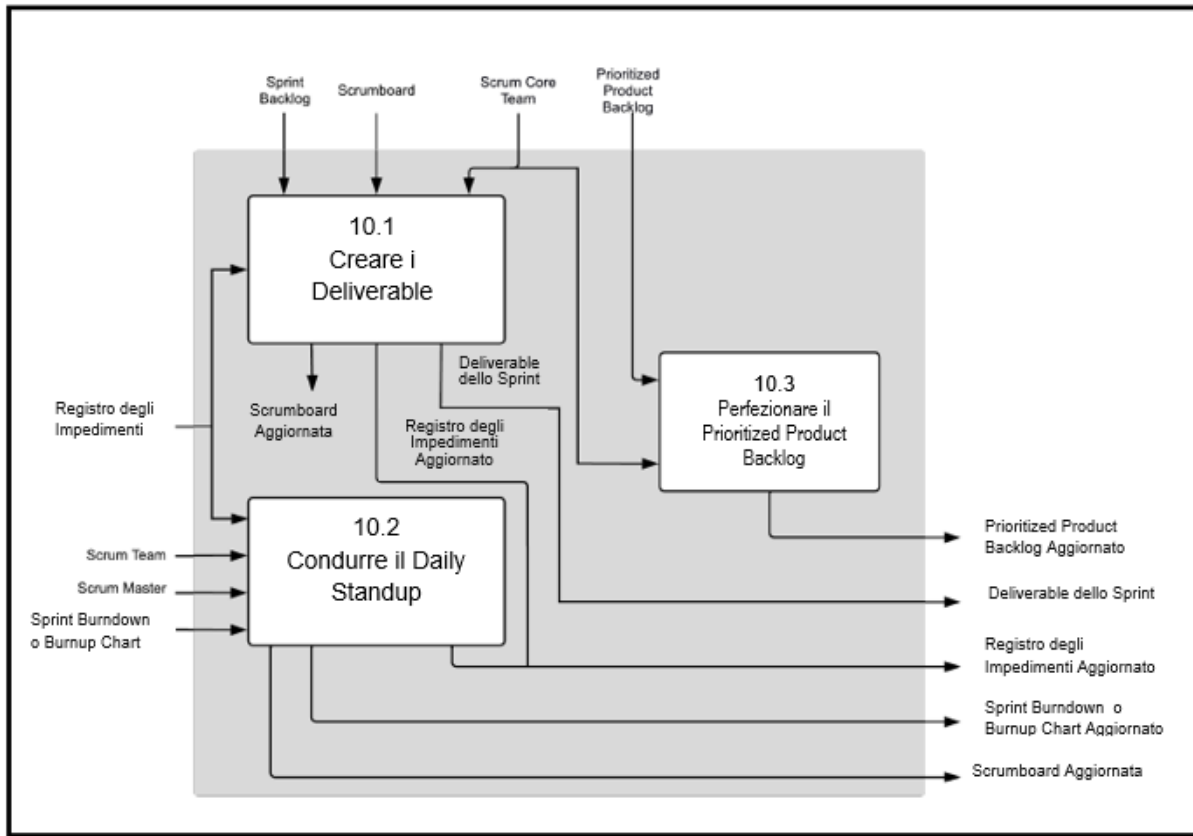 Sprint
Backlog
Scrumboard
Scrum Core
Team
Prioritized
Product
Backlog
10.1
Creare i
Deliverable
Deliverable
dello Sprint
10.3
Perfezionare il
Prioritized Product
Backlog
Registro degli
Impedimenti
Scrumboard
Aggiornata
Registro degli
Impedimenti
Aggiornato
10.2
Condurre il Daily
Standup
Scrum Team
Scrum Master
Sprint Burndown
o Burnup Chart
Prioritized Product
Backlog Aggiornato
Deliverable dello Sprint
Registro degli
Impedimenti Aggiornato
Sprint Burndown o
Burnup Chart Aggiornato
Scrumboard Aggiornata